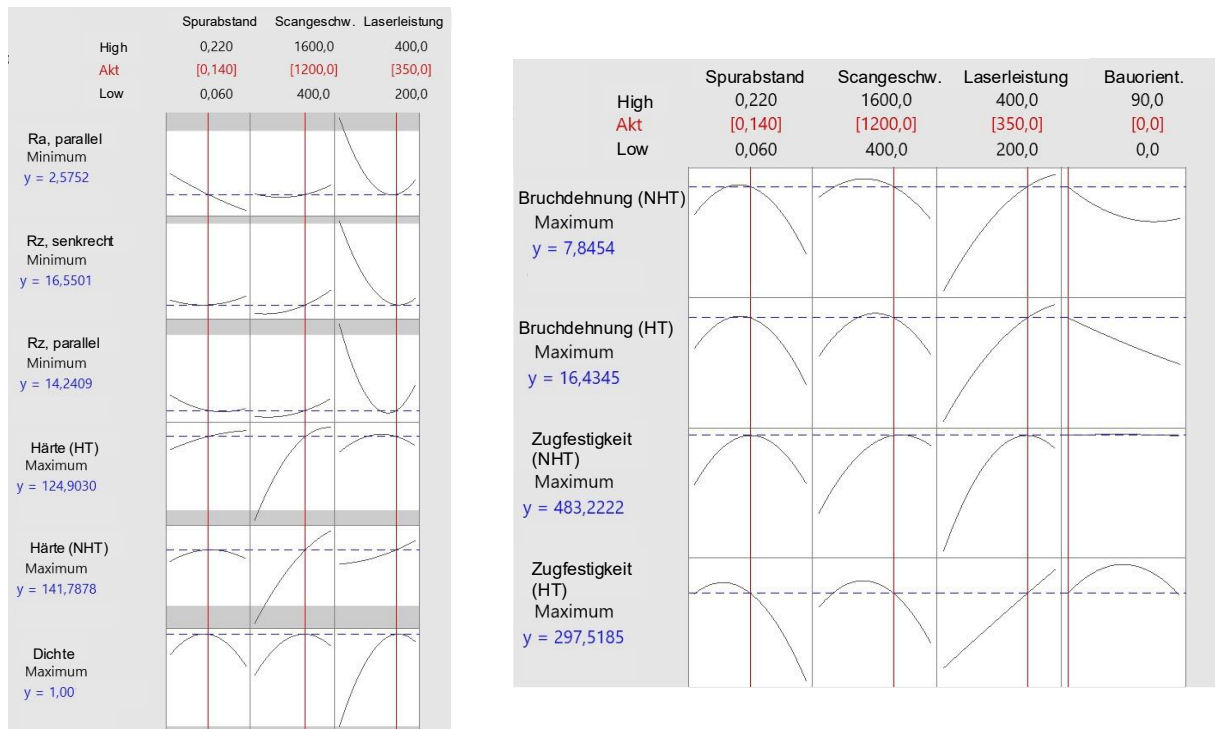 Spurabstand Scangeschw. Laserleistung
High 0,220 1600,0 400,0
Akt [0,140] [1200,0] [350,0]
Low 0,060 400,0 200,0
Ra, parallel
Minimum
y = 2,5752
Rz, senkrecht
Minimum
y = 16,5501
Rz, parallel
Minimum
y = 14,2409
Härte (HT)
Maximum
y = 124,9030
Härte (NHT)
Maximum
y = 141,7878
Dichte
Maximum
y = 1,00
Spurabstand Scangeschw. Laserleistung Bauorient.
High 0,220 1600,0 400,0 90,0
Akt [0,140] [1200,0] [350,0] [0,0]
Low 0,060 400,0 200,0 0,0
Bruchdehnung (NHT)
Maximum
y = 7,8454
Bruchdehnung (HT)
Maximum
y = 16,4345
Zugfestigkeit
(NHT)
Maximum
y = 483,2222
Zugfestigkeit
(HT)
Maximum
y = 297,5185